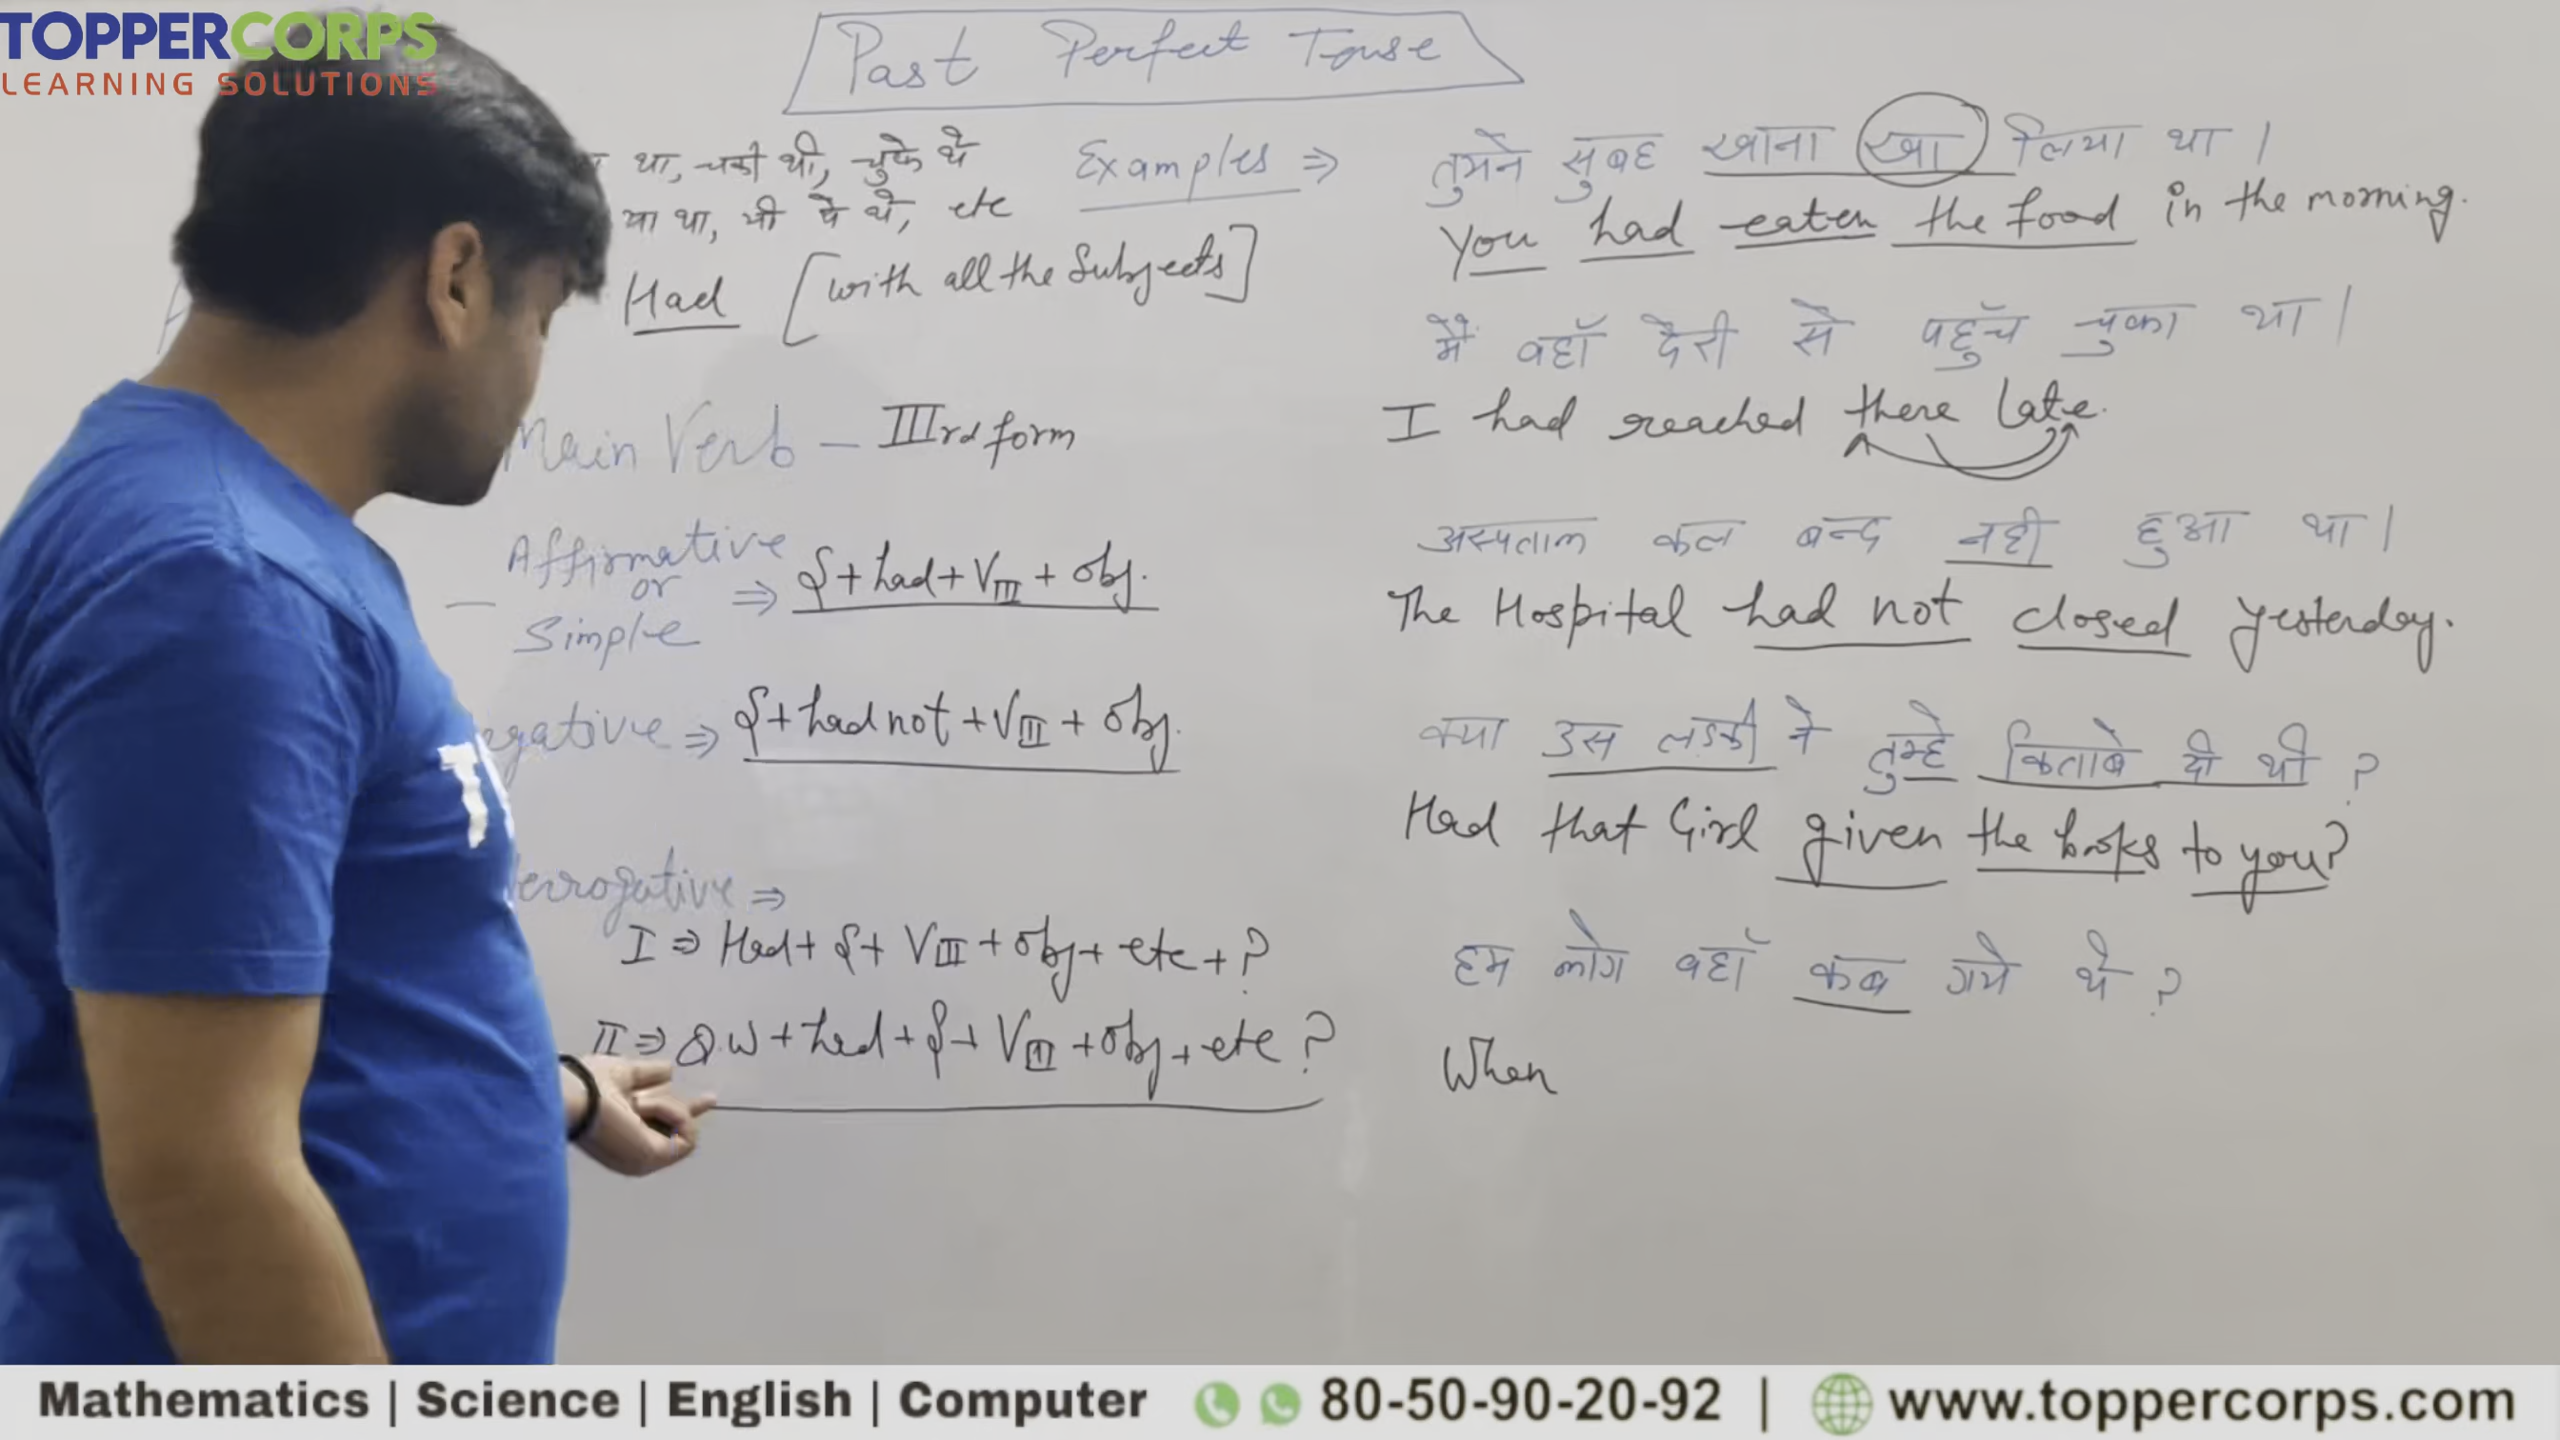 TOPPERCORPS
LEARNING SOLUTIONS
Past Perfect Tense
था, चुकी थी, चुके थे
या था, यी ये थे, etc
Had [with all the Subjects]
Main Verb - IIIrd form
Affirmative
or
Simple
⇒ S + had + VIII + obj.
⇒ S + had not + VIII + obj.
⇒
I ⇒ Had + S + VIII + obj + etc + ?
II ⇒ Q.W + had + S + VIII + obj + etc ?
Examples ⇒
तुमने सुबह खाना खा लिया था।
You had eaten the food in the morning.
मैं वहाँ देरी से पहुँच चुका था।
I had reached there late.
अस्पताल कल बन्द नही हुआ था।
The Hospital had not closed yesterday.
क्या उस लडकी ने तुम्हे किताबे दी थी ?
Had that Girl given the books to you?
हम लोग वहाँ कब गये थे ?
When
Mathematics | Science | English | Computer 80-50-90-20-92 | www.toppercorps.com